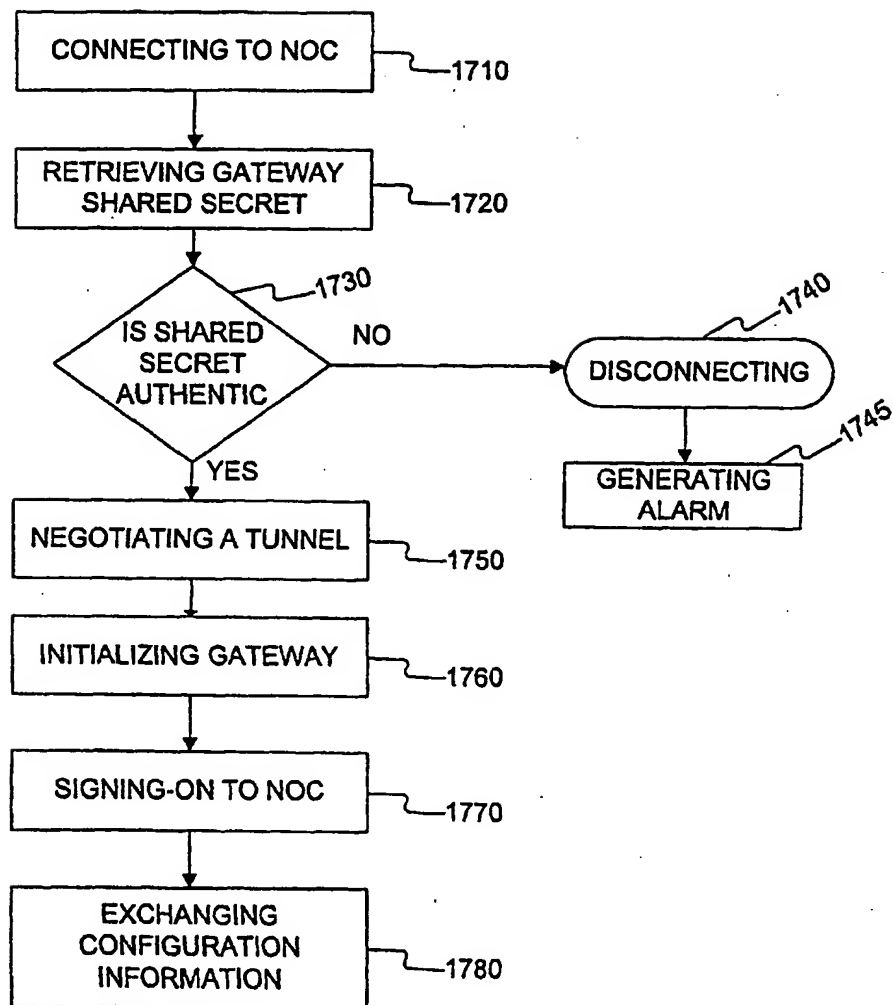 CONNECTING TO NOC
1710
RETRIEVING GATEWAY
SHARED SECRET
1720
1730
IS SHARED
SECRET
AUTHENTIC
NO
1740
DISCONNECTING
1745
GENERATING
ALARM
YES
NEGOTIATING A TUNNEL
1750
INITIALIZING GATEWAY
1760
SIGNING-ON TO NOC
1770
EXCHANGING
CONFIGURATION
INFORMATION
1780